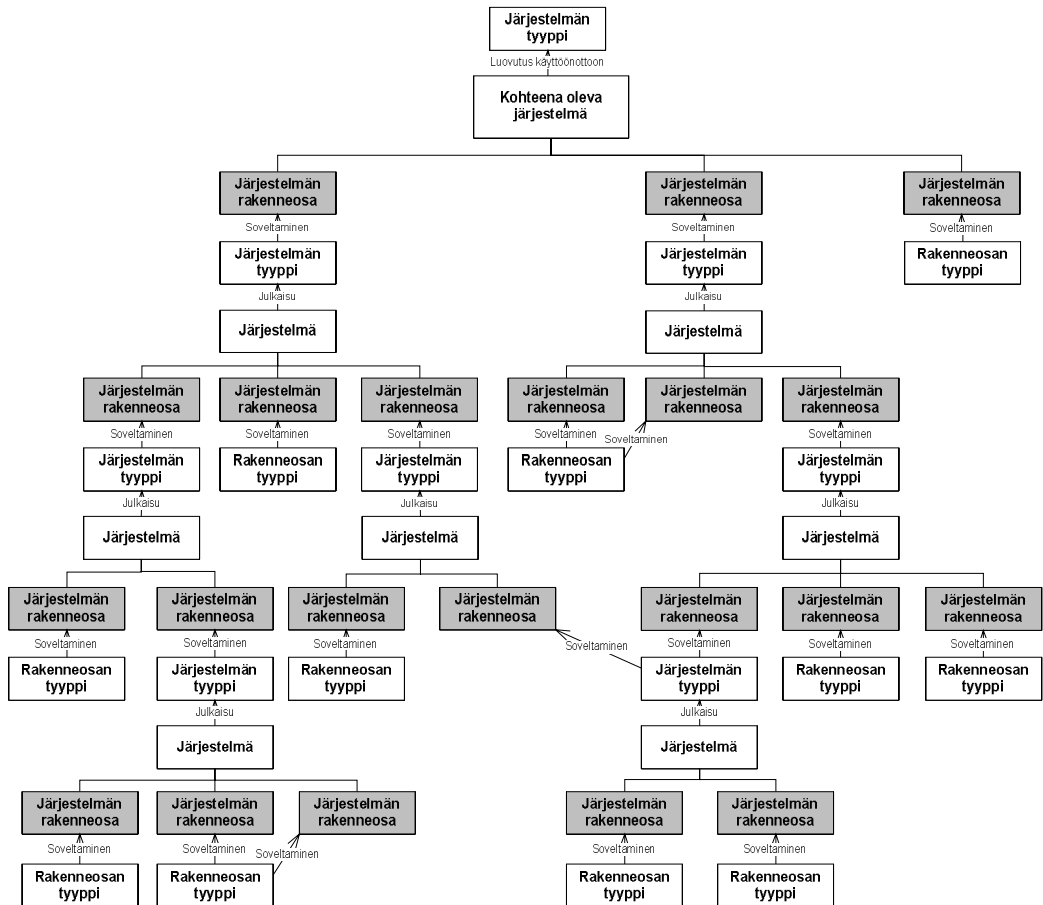 Järjestelmän
tyyppi
Luovutus käyttöönottoon
Kohteena oleva
järjestelmä
Järjestelmän
rakenneosa
Järjestelmän
rakenneosa
Järjestelmän
rakenneosa
Soveltaminen
Soveltaminen
Soveltaminen
Järjestelmän
tyyppi
Järjestelmän
tyyppi
Rakenneosan
tyyppi
Julkaisu
Julkaisu
Järjestelmä
Järjestelmä
Järjestelmän
rakenneosa
Järjestelmän
rakenneosa
Järjestelmän
rakenneosa
Järjestelmän
rakenneosa
Järjestelmän
rakenneosa
Järjestelmän
rakenneosa
Soveltaminen
Soveltaminen
Soveltaminen
Soveltaminen
Soveltaminen
Soveltaminen
Järjestelmän
tyyppi
Rakenneosan
tyyppi
Järjestelmän
tyyppi
Rakenneosan
tyyppi
Järjestelmän
tyyppi
Julkaisu
Julkaisu
Julkaisu
Järjestelmä
Järjestelmä
Järjestelmä
Järjestelmän
rakenneosa
Järjestelmän
rakenneosa
Järjestelmän
rakenneosa
Järjestelmän
rakenneosa
Järjestelmän
rakenneosa
Järjestelmän
rakenneosa
Järjestelmän
rakenneosa
Soveltaminen
Soveltaminen
Soveltaminen
Soveltaminen
Soveltaminen
Soveltaminen
Soveltaminen
Rakenneosan
tyyppi
Järjestelmän
tyyppi
Rakenneosan
tyyppi
Järjestelmän
tyyppi
Rakenneosan
tyyppi
Rakenneosan
tyyppi
Julkaisu
Julkaisu
Järjestelmä
Järjestelmä
Järjestelmän
rakenneosa
Järjestelmän
rakenneosa
Järjestelmän
rakenneosa
Järjestelmän
rakenneosa
Järjestelmän
rakenneosa
Soveltaminen
Soveltaminen
Soveltaminen
Soveltaminen
Soveltaminen
Rakenneosan
tyyppi
Rakenneosan
tyyppi
Rakenneosan
tyyppi
Rakenneosan
tyyppi